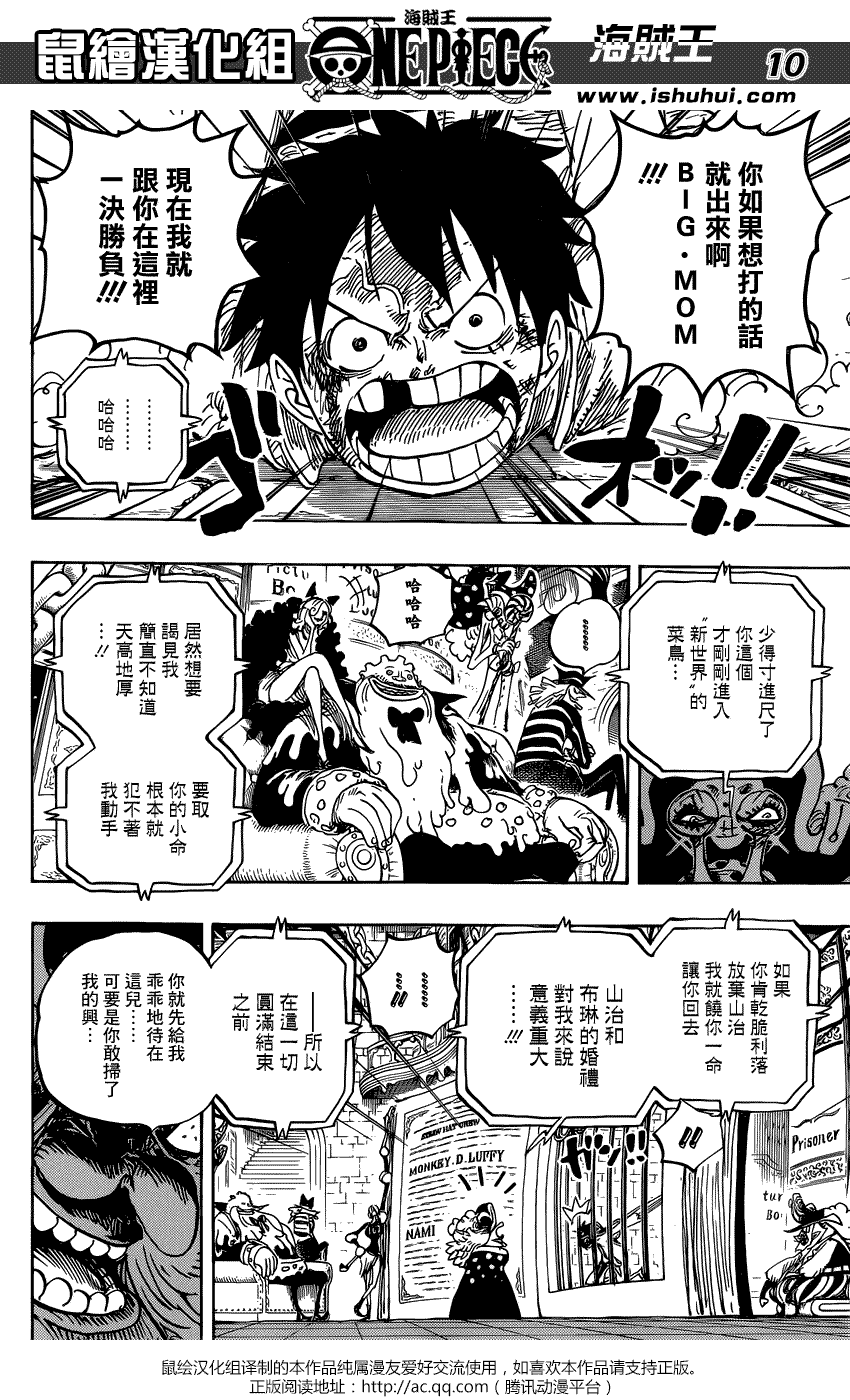 鼠繪漢化組
海賊王
ONE PIECE
海賊王
10
www.ishuhui.com
你如果想打的話
就出來啊
BIG・MOM
!!!
現在我就
跟你在這裡
一決勝負!!!
オッ!!
ゴ
………
………
哈哈哈
少得寸進尺了
你這個
才剛剛進入
〝新世界〞的
菜鳥…
………
哈哈哈
居然想要
謁見我
簡直不知道
天高地厚
…!!
要取
你的小命
根本就
犯不著
我動手
如果
你肯乾脆利落
放棄山治
我就饒你一命
讓你回去
山治和
布琳的婚禮
對我來說
意義重大
……!!!
!!
ガン!!
Prisoner
………
!!
STRAW HAT CREW
MONKEY. D. LUFFY
NAMI
——所以
在這一切
圓滿結束
之前
你就先給我
乖乖地待在
這兒……
可要是你敢掃了
我的興…
鼠绘汉化组译制的本作品纯属漫友爱好交流使用，如喜欢本作品请支持正版。
正版阅读地址：http://ac.qq.com（腾讯动漫平台）